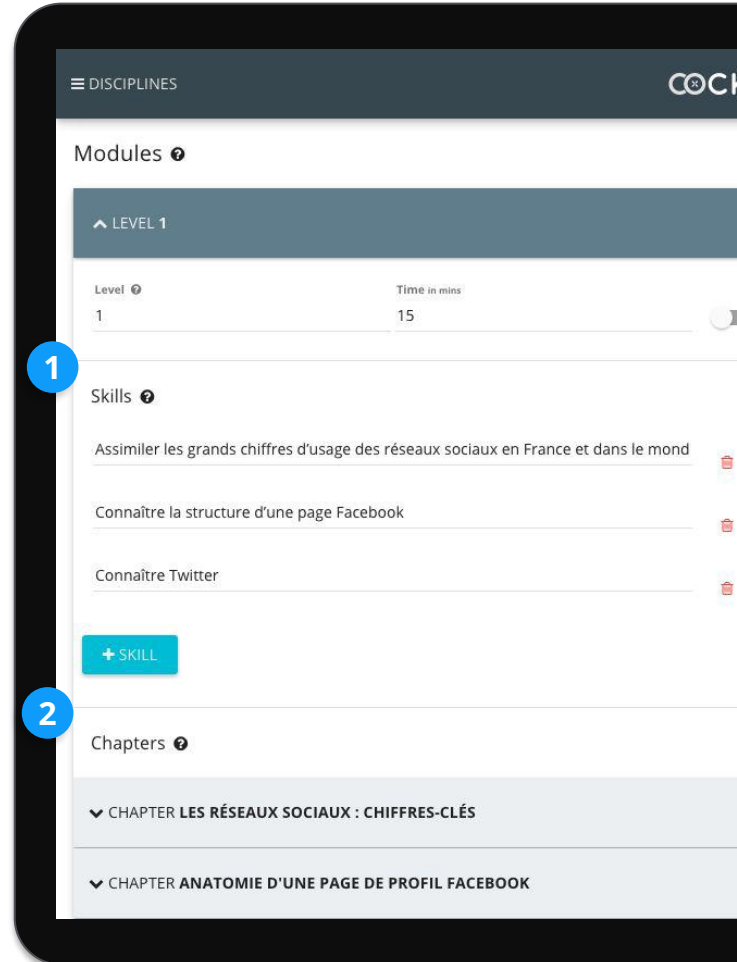 DISCIPLINES
COCK
Modules
LEVEL 1
Level
Time in mins
1
15
1
Skills
Assimiler les grands chiffres d'usage des réseaux sociaux en France et dans le mond
Connaître la structure d'une page Facebook
Connaître Twitter
+ SKILL
2
Chapters
CHAPTER LES RÉSEAUX SOCIAUX : CHIFFRES-CLÉS
CHAPTER ANATOMIE D'UNE PAGE DE PROFIL FACEBOOK